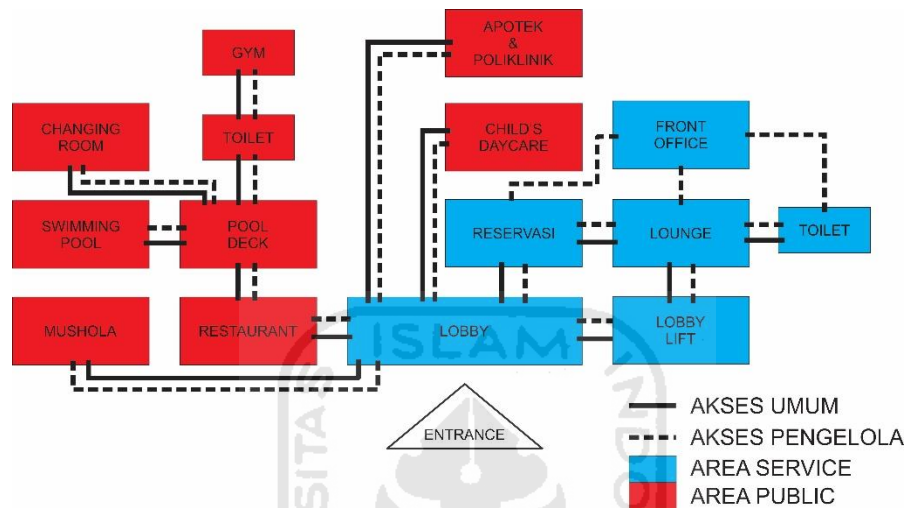 APOTEK
&
POLIKLINIK
GYM
CHANGING
ROOM
TOILET
CHILD'S
DAYCARE
FRONT
OFFICE
SWIMMING
POOL
POOL
DECK
RESERVASI
LOUNGE
TOILET
MUSHOLA
RESTAURANT
LOBBY
LOBBY
LIFT
ISLAM
ENTRANCE
AKSES UMUM
AKSES PENGELOLA
AREA SERVICE
AREA PUBLIC